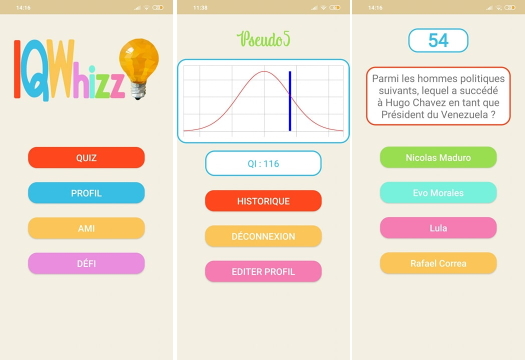 14:16
IQWhizz
QUIZ
PROFIL
AMI
DÉFI
11:38
Pseudo5
QI : 116
HISTORIQUE
DÉCONNEXION
EDITER PROFIL
14:16
54
Parmi les hommes politiques
suivants, lequel a succédé
à Hugo Chavez en tant que
Président du Venezuela ?
Nicolas Maduro
Evo Morales
Lula
Rafael Correa